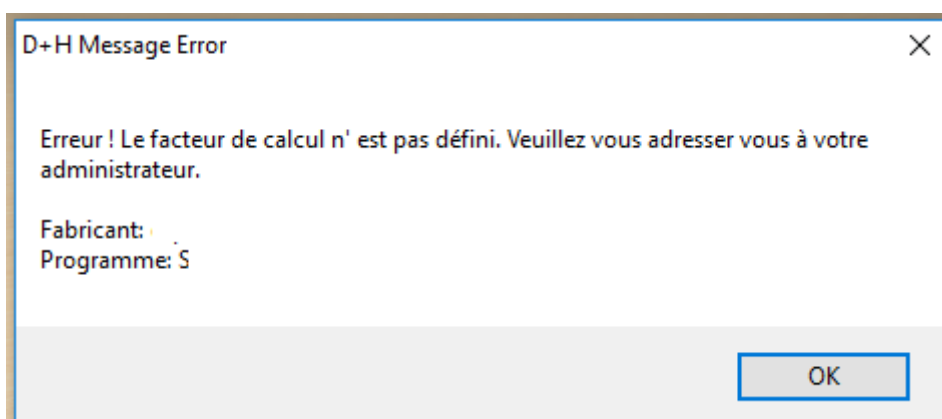 D+H Message Error
Erreur ! Le facteur de calcul n' est pas défini. Veuillez vous adresser vous à votre
administrateur.
Fabricant:
Programme: S
OK